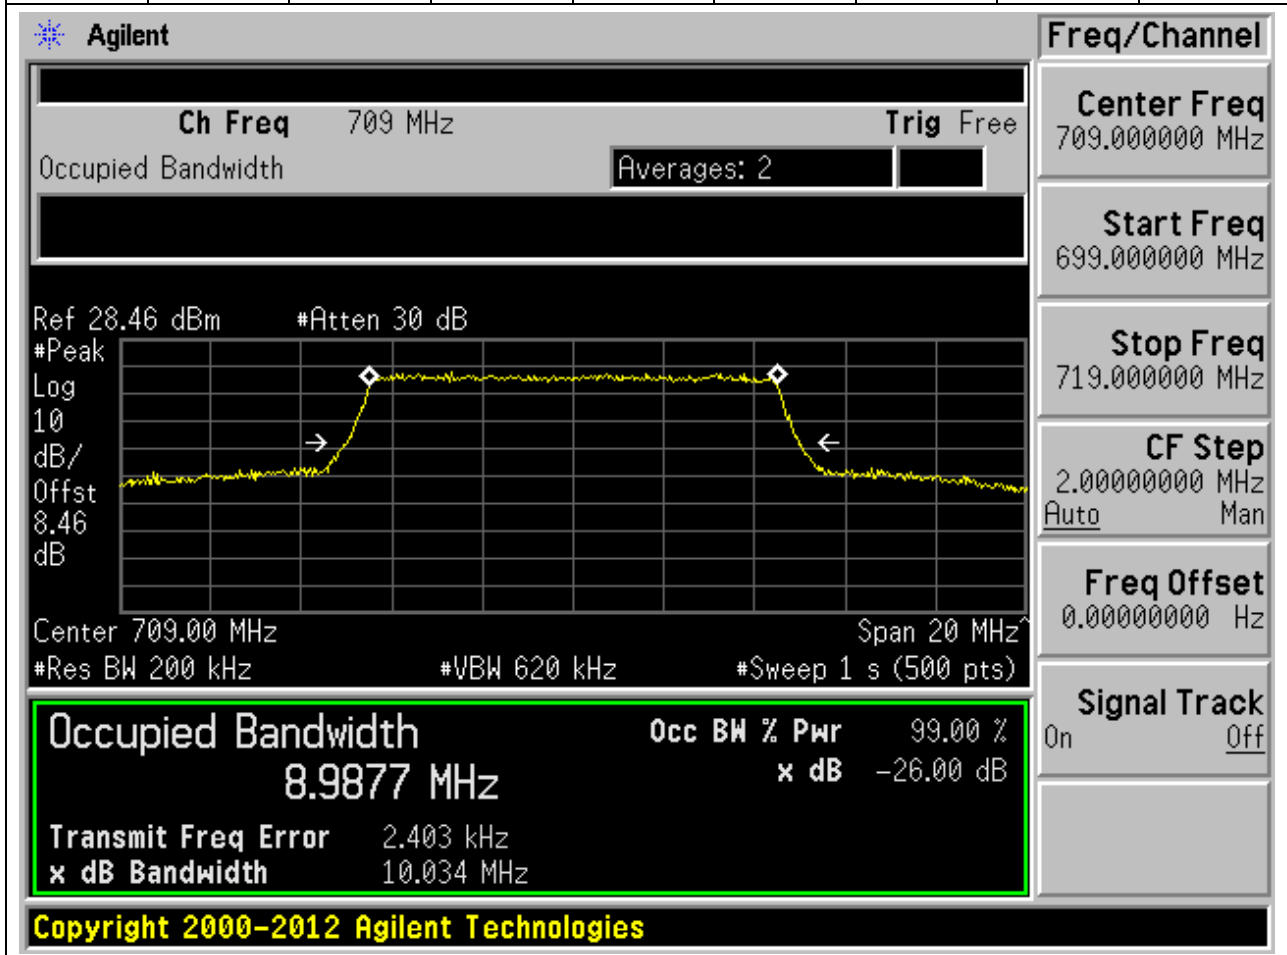 Agilent
Freq/Channel
Ch Freq 709 MHz Trig Free
Occupied Bandwidth Averages: 2
Center Freq
709.000000 MHz
Start Freq
699.000000 MHz
Stop Freq
719.000000 MHz
CF Step
2.00000000 MHz
Auto Man
Freq Offset
0.00000000 Hz
Signal Track
On Off
Ref 28.46 dBm #Atten 30 dB
#Peak
Log
10
dB/
Offst
8.46
dB
Center 709.00 MHz Span 20 MHz^
#Res BW 200 kHz #VBW 620 kHz #Sweep 1 s (500 pts)
Occupied Bandwidth Occ BW % Pwr 99.00 %
8.9877 MHz x dB -26.00 dB
Transmit Freq Error 2.403 kHz
x dB Bandwidth 10.034 MHz
Copyright 2000-2012 Agilent Technologies